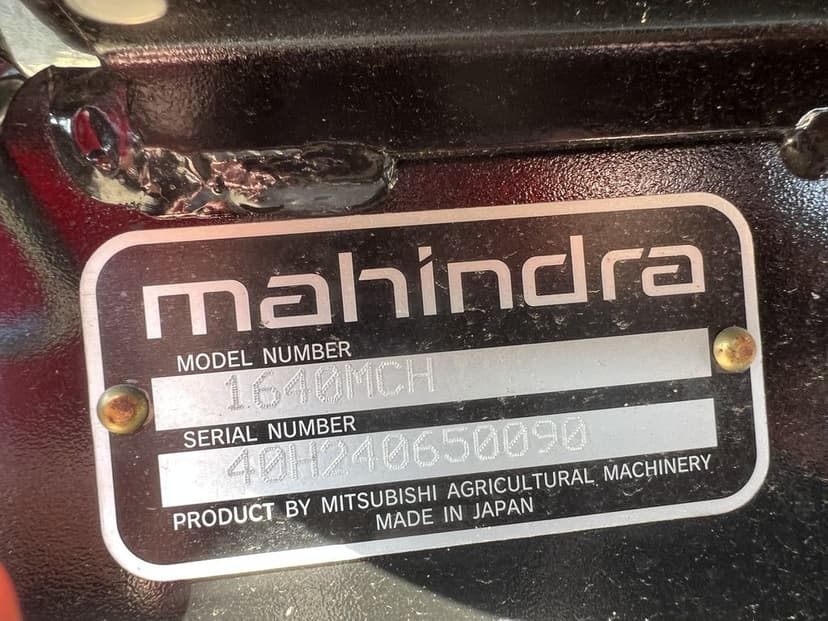 mahindra
MODEL NUMBER
1640MCH
SERIAL NUMBER
40H240650090
PRODUCT BY MITSUBISHI AGRICULTURAL MACHINERY
MADE IN JAPAN